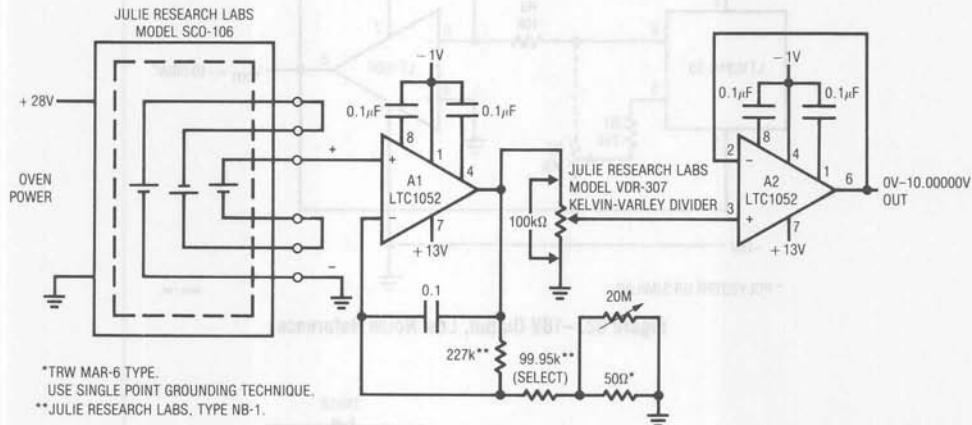 JULIE RESEARCH LABS
MODEL SCO-106
+28V
OVEN
POWER
+
−
−1V
0.1μF
0.1μF
8
1
4
+
A1
LTC1052
−
7
+13V
0.1
227k**
99.95k**
(SELECT)
20M
50Ω*
100kΩ
JULIE RESEARCH LABS
MODEL VDR-307
KELVIN-VARLEY DIVIDER
−1V
0.1μF
0.1μF
8
4
1
2
−
A2
LTC1052
6
3
+
7
+13V
0V–10.00000V
OUT
*TRW MAR-6 TYPE.
USE SINGLE POINT GROUNDING TECHNIQUE.
**JULIE RESEARCH LABS, TYPE NB-1.